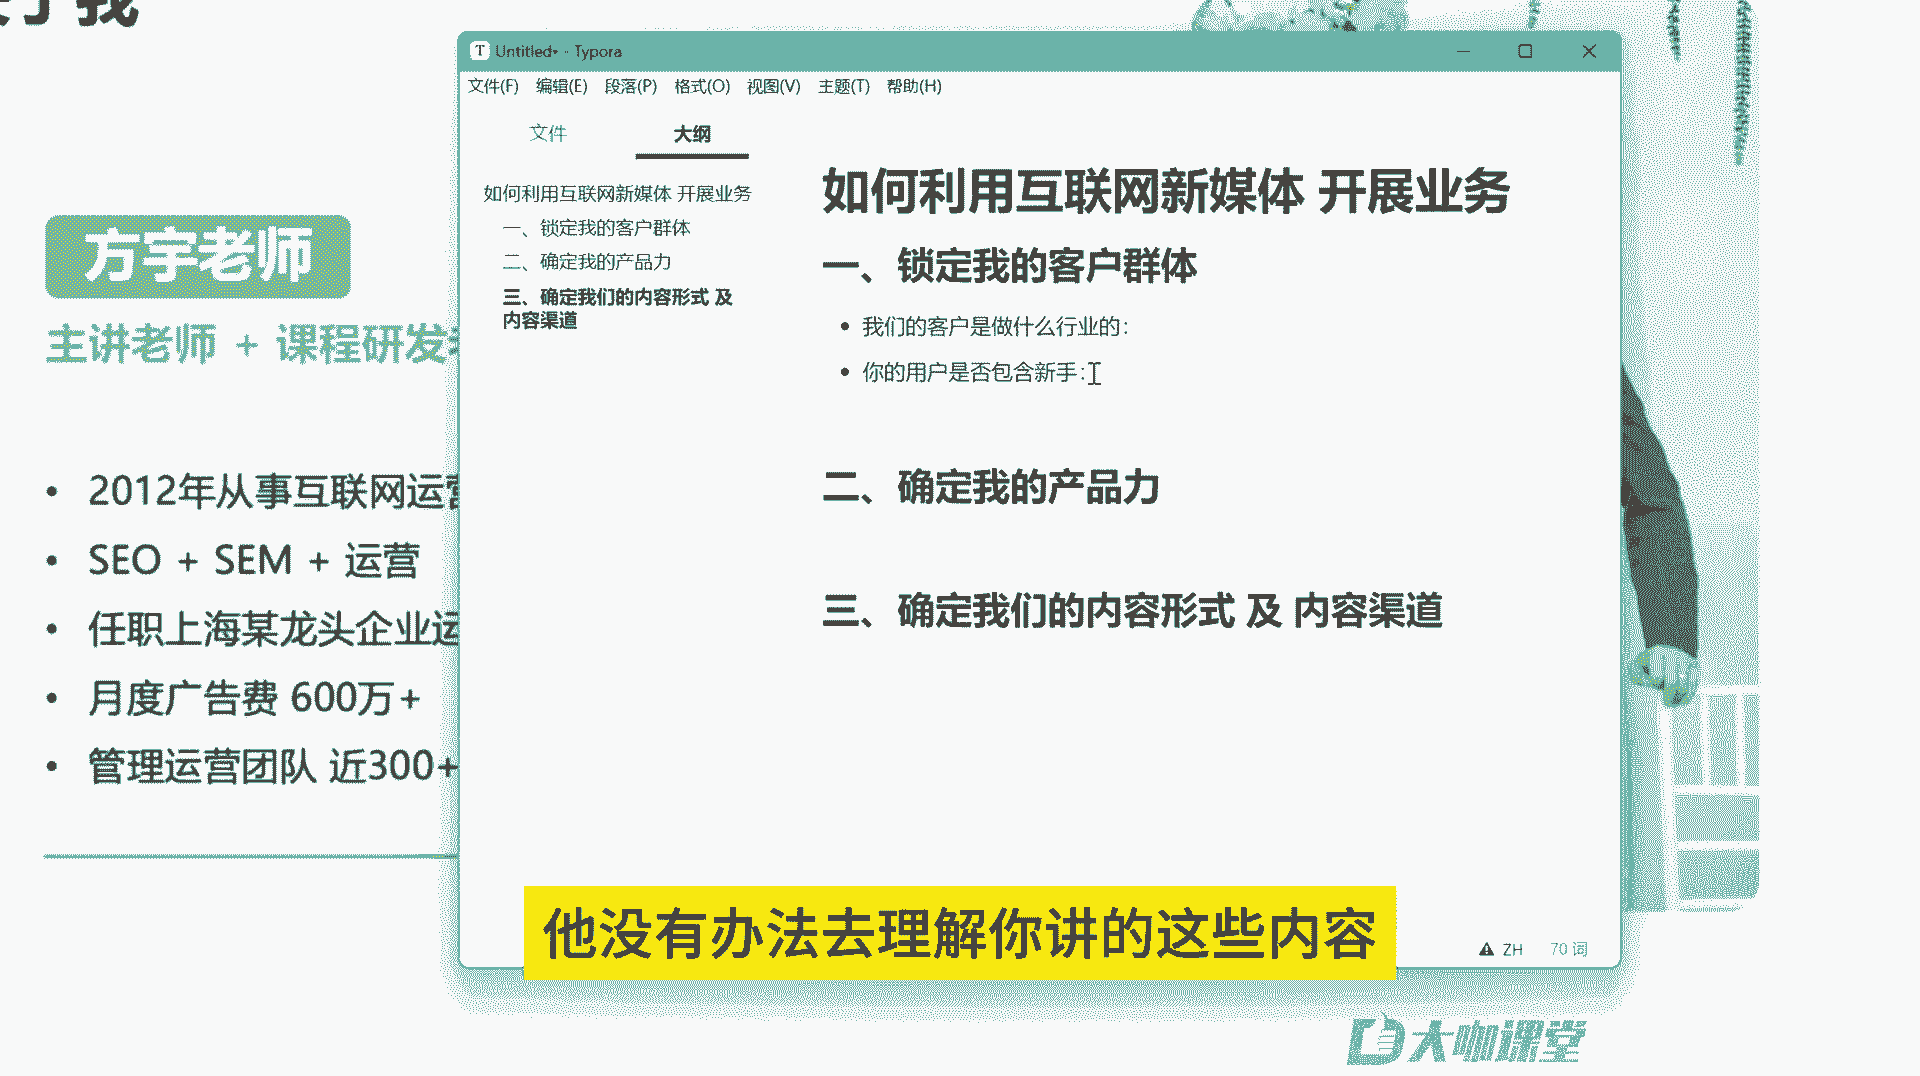 我
方宇老师
主讲老师 + 课程研发
2012年从事互联网运营
SEO + SEM + 运营
任职上海某龙头企业运
月度广告费 600万+
管理运营团队 近300+
T Untitled• - Typora
文件(F) 编辑(E) 段落(P) 格式(O) 视图(V) 主题(T) 帮助(H)
文件 大纲
如何利用互联网新媒体 开展业务
一、锁定我的客户群体
二、确定我的产品力
三、确定我们的内容形式 及
内容渠道
如何利用互联网新媒体 开展业务
一、锁定我的客户群体
我们的客户是做什么行业的：
你的用户是否包含新手：
二、确定我的产品力
三、确定我们的内容形式 及 内容渠道
ZH 70 词
他没有办法去理解你讲的这些内容
大咖课堂